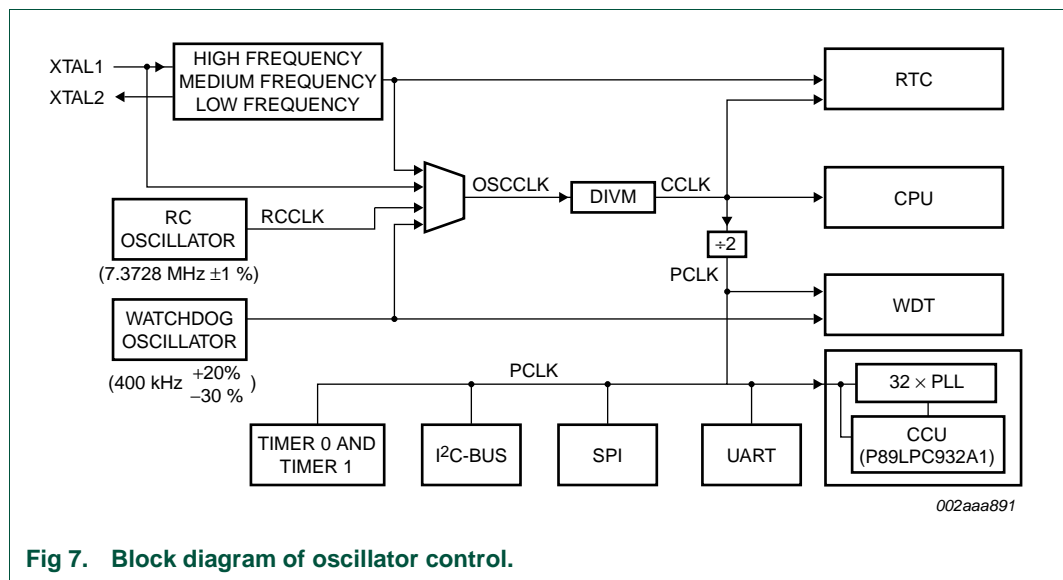 XTAL1
XTAL2
HIGH FREQUENCY
MEDIUM FREQUENCY
LOW FREQUENCY
RTC
OSCCLK
DIVM
CCLK
CPU
RC
OSCILLATOR
RCCLK
(7.3728 MHz ±1 %)
÷2
PCLK
WDT
WATCHDOG
OSCILLATOR
(400 kHz +20% −30 %)
PCLK
32 × PLL
CCU
(P89LPC932A1)
TIMER 0 AND
TIMER 1
I²C-BUS
SPI
UART
002aaa891
Fig 7. Block diagram of oscillator control.